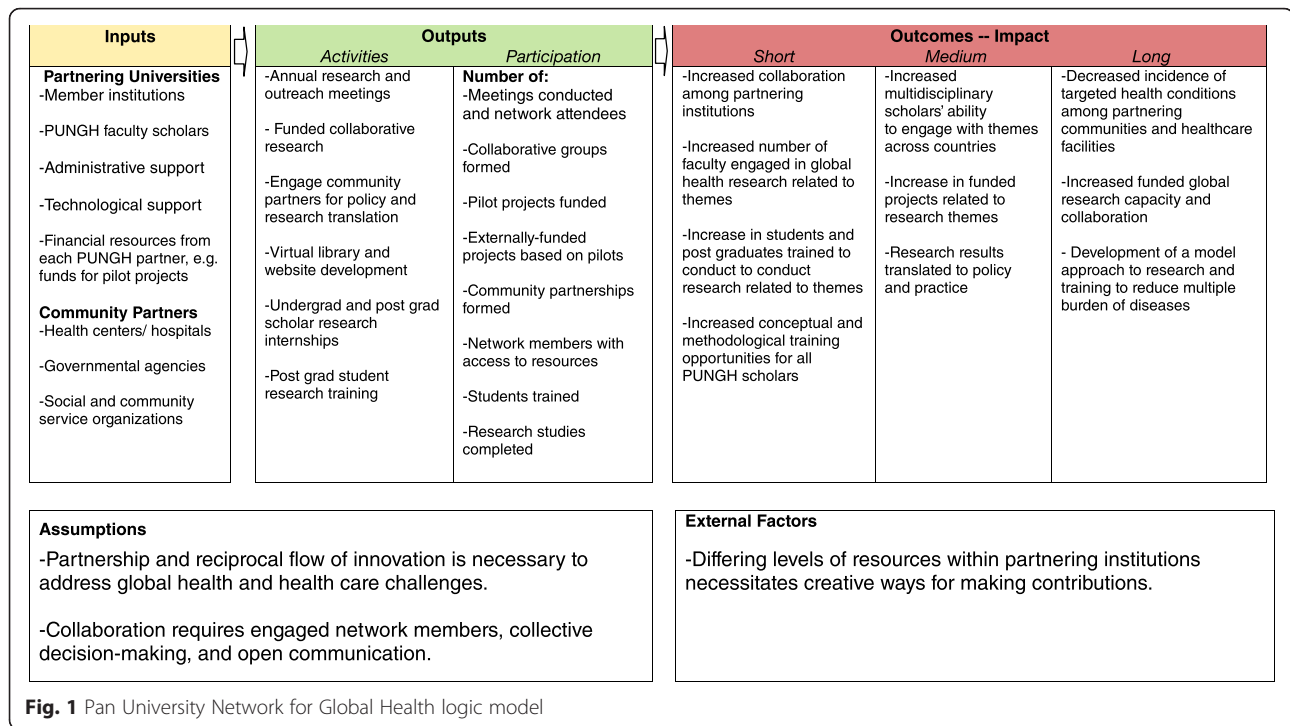 Inputs
Partnering Universities
-Member institutions
-PUNGH faculty scholars
-Administrative support
-Technological support
-Financial resources from
each PUNGH partner, e.g.
funds for pilot projects
Community Partners
-Health centers/ hospitals
-Governmental agencies
-Social and community
service organizations
Outputs
Activities
-Annual research and
outreach meetings
- Funded collaborative
research
-Engage community
partners for policy and
research translation
-Virtual library and
website development
-Undergrad and post grad
scholar research
internships
-Post grad student
research training
Participation
Number of:
-Meetings conducted
and network attendees
-Collaborative groups
formed
-Pilot projects funded
-Externally-funded
projects based on pilots
-Community partnerships
formed
-Network members with
access to resources
-Students trained
-Research studies
completed
Outcomes -- Impact
Short
-Increased collaboration
among partnering
institutions
-Increased number of
faculty engaged in global
health research related to
themes
-Increase in students and
post graduates trained to
conduct to conduct
research related to themes
-Increased conceptual and
methodological training
opportunities for all
PUNGH scholars
Medium
-Increased
multidisciplinary
scholars' ability
to engage with themes
across countries
-Increase in funded
projects related to
research themes
-Research results
translated to policy
and practice
Long
-Decreased incidence of
targeted health conditions
among partnering
communities and healthcare
facilities
-Increased funded global
research capacity and
collaboration
- Development of a model
approach to research and
training to reduce multiple
burden of diseases
Assumptions
-Partnership and reciprocal flow of innovation is necessary to
address global health and health care challenges.
-Collaboration requires engaged network members, collective
decision-making, and open communication.
External Factors
-Differing levels of resources within partnering institutions
necessitates creative ways for making contributions.
Fig. 1 Pan University Network for Global Health logic model